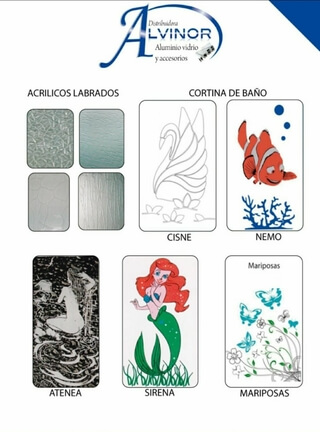 Distribuidora
ALVINOR
Aluminio vidrio
y accesorios
ACRILICOS LABRADOS
CORTINA DE BAÑO
CISNE
NEMO
Mariposas
ATENEA
SIRENA
MARIPOSAS